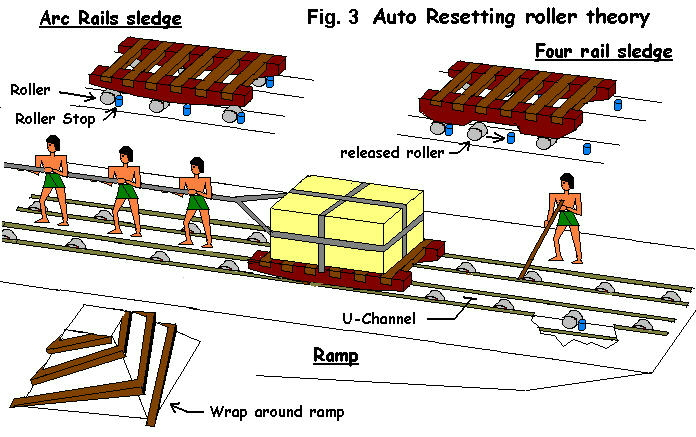 Arc Rails sledge
Fig. 3 Auto Resetting roller theory
Four rail sledge
Roller
Roller Stop
released roller
U-Channel
Ramp
Wrap around ramp